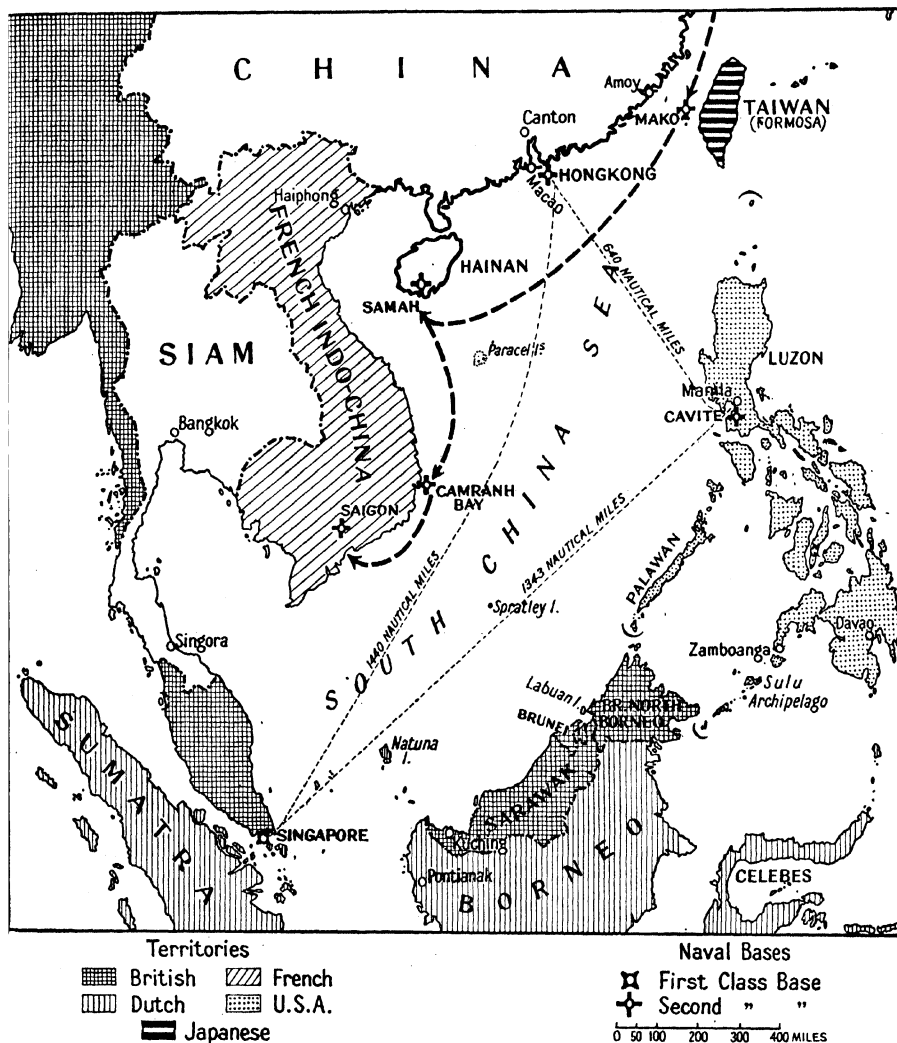 CHINA
Amoy
Canton
MAKO
TAIWAN
(FORMOSA)
HONGKONG
Macao
Haiphong
FRENCH INDO-CHINA
HAINAN
SAMAH
640 NAUTICAL MILES
SIAM
Paracel Is
LUZON
Manila
CAVITE
Bangkok
CAMRANH
BAY
SAIGON
SOUTH CHINA SEA
1440 NAUTICAL MILES
1343 NAUTICAL MILES
PALAWAN
Spratley I.
Singora
Zamboanga
Davao
Sulu
Archipelago
Labuan I.
BR. NORTH
BORNEO
BRUNEI
Natuna
I.
SUMATRA
SARAWAK
SINGAPORE
Kuching
Pontianak
BORNEO
CELEBES
Territories
British
French
Dutch
U.S.A.
Japanese
Naval Bases
First Class Base
Second " "
0 50 100 200 300 400 MILES